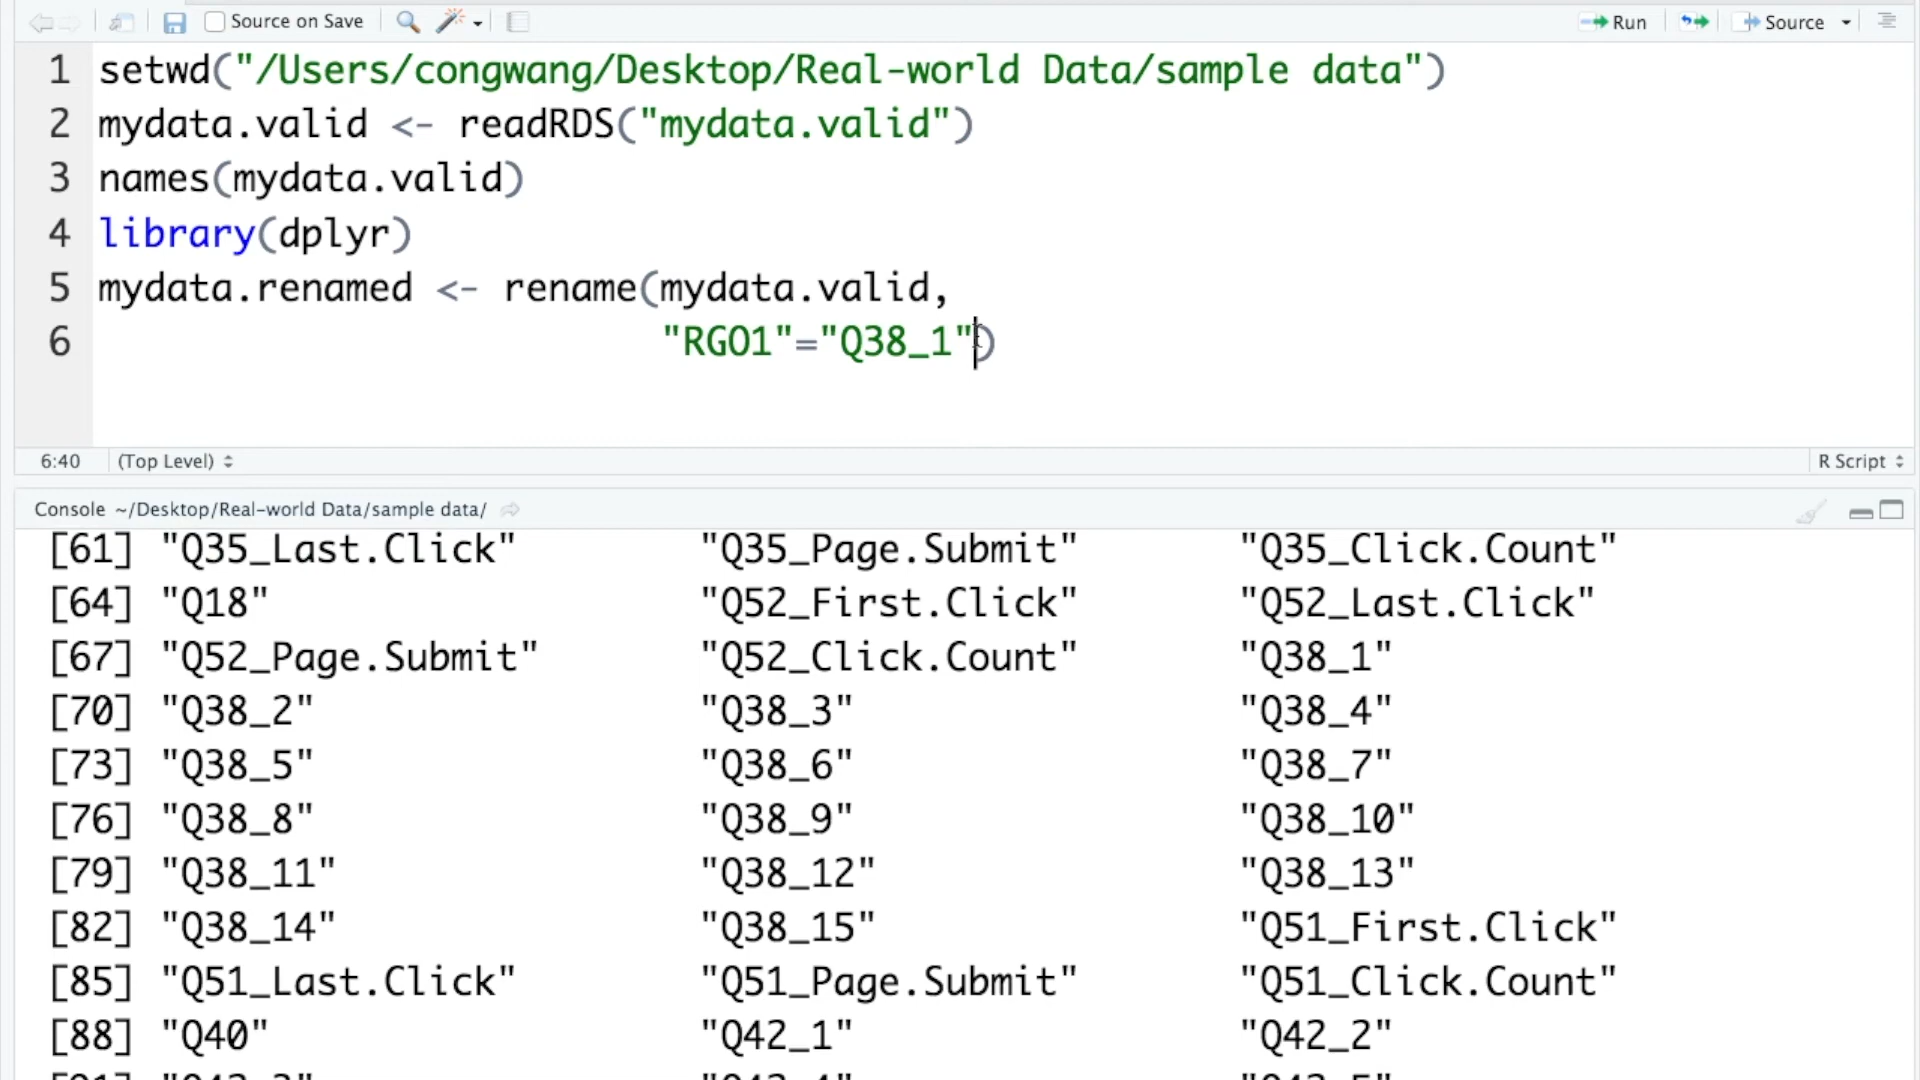 Source on Save Run Source
1 setwd("/Users/congwang/Desktop/Real-world Data/sample data")
2 mydata.valid <- readRDS("mydata.valid")
3 names(mydata.valid)
4 library(dplyr)
5 mydata.renamed <- rename(mydata.valid,
6 "RGO1"="Q38_1")
6:40 (Top Level) R Script
Console ~/Desktop/Real-world Data/sample data/
[61] "Q35_Last.Click" "Q35_Page.Submit" "Q35_Click.Count"
[64] "Q18" "Q52_First.Click" "Q52_Last.Click"
[67] "Q52_Page.Submit" "Q52_Click.Count" "Q38_1"
[70] "Q38_2" "Q38_3" "Q38_4"
[73] "Q38_5" "Q38_6" "Q38_7"
[76] "Q38_8" "Q38_9" "Q38_10"
[79] "Q38_11" "Q38_12" "Q38_13"
[82] "Q38_14" "Q38_15" "Q51_First.Click"
[85] "Q51_Last.Click" "Q51_Page.Submit" "Q51_Click.Count"
[88] "Q40" "Q42_1" "Q42_2"